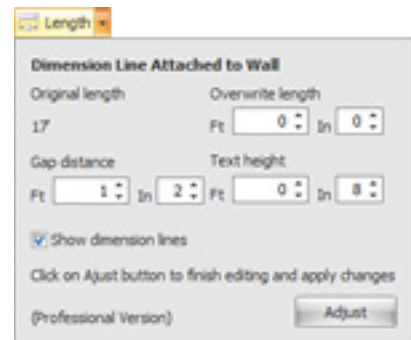 Length
Dimension Line Attached to Wall
Original length Overwrite length
17' Ft 0 In 0
Gap distance Text height
Ft 1 In 2 Ft 0 In 8
Show dimension lines
Click on Ajust button to finish editing and apply changes
(Professional Version) Adjust